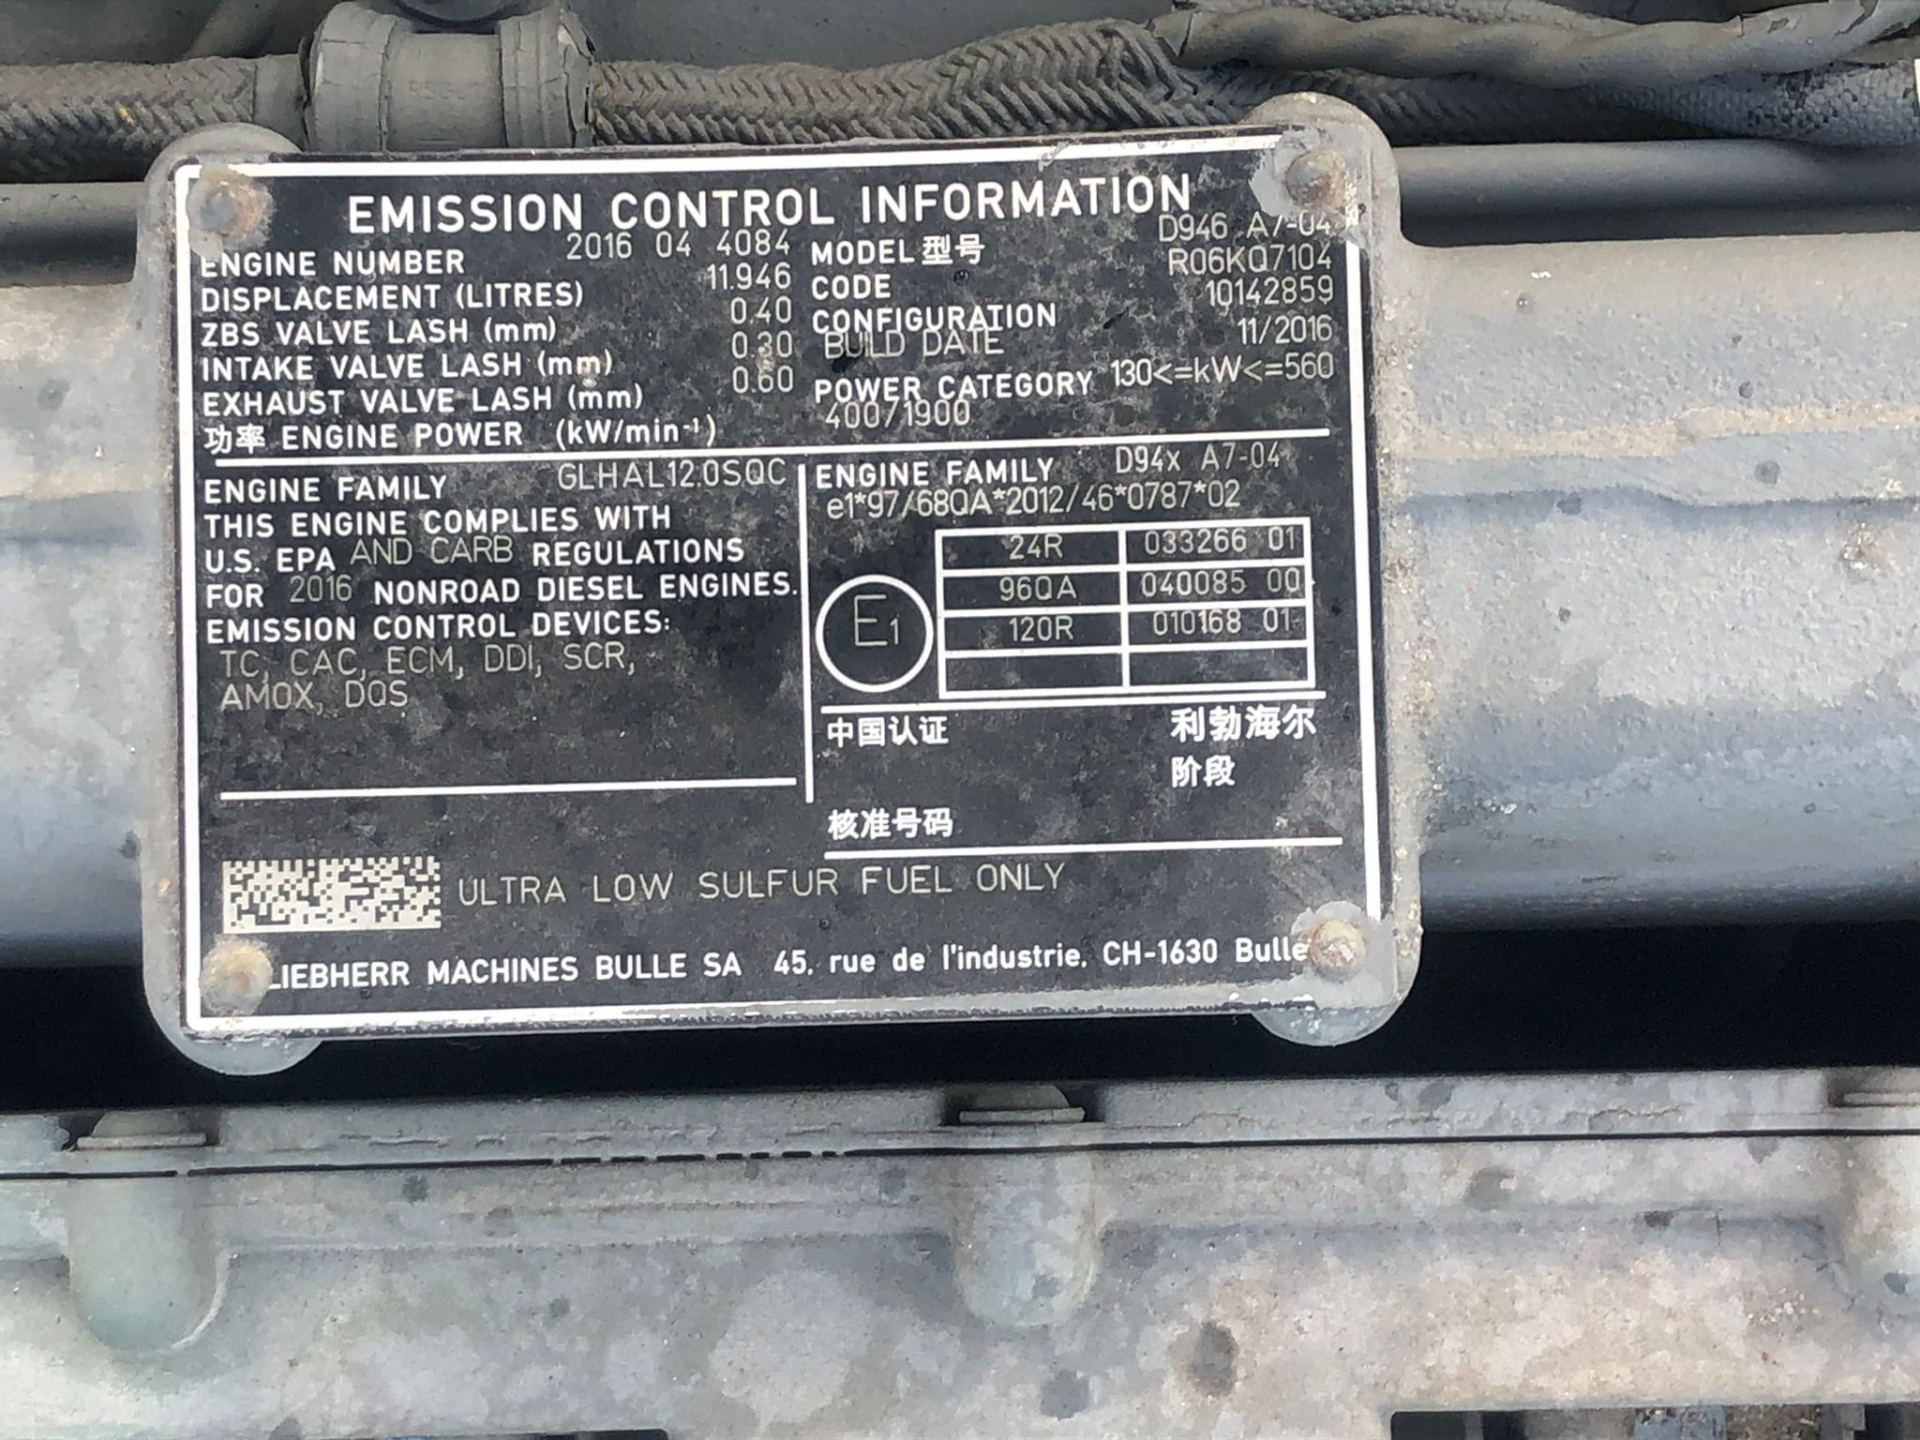 EMISSION CONTROL INFORMATION
ENGINE NUMBER 2016 04 4084 MODEL 型号 D946 A7-04
DISPLACEMENT (LITRES) 11.946 CODE R06KQ7104
ZBS VALVE LASH (mm) 0.40 CONFIGURATION 10142859
INTAKE VALVE LASH (mm) 0.30 BUILD DATE 11/2016
EXHAUST VALVE LASH (mm) 0.60 POWER CATEGORY 130<=kW<=560
功率 ENGINE POWER (kW/min-¹) 400/1900
ENGINE FAMILY GLHAL12.0SQC
THIS ENGINE COMPLIES WITH
U.S. EPA AND CARB REGULATIONS
FOR 2016 NONROAD DIESEL ENGINES.
EMISSION CONTROL DEVICES:
TC, CAC, ECM, DDI, SCR,
AMOX, DQS
ENGINE FAMILY D94x A7-04
e1*97/68QA*2012/46*0787*02
E1
24R 033266 01
96QA 040085 00
120R 010168 01
中国认证 利勃海尔
阶段
核准号码
ULTRA LOW SULFUR FUEL ONLY
LIEBHERR MACHINES BULLE SA 45, rue de l'industrie, CH-1630 Bulle